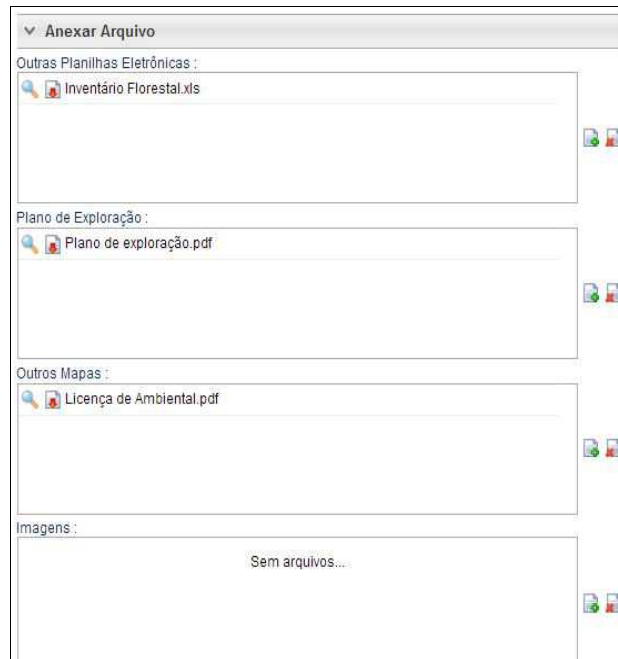 Anexar Arquivo
Outras Planilhas Eletrônicas :
Inventário Florestal.xls
Plano de Exploração :
Plano de exploração.pdf
Outros Mapas :
Licença de Ambiental.pdf
Imagens :
Sem arquivos...